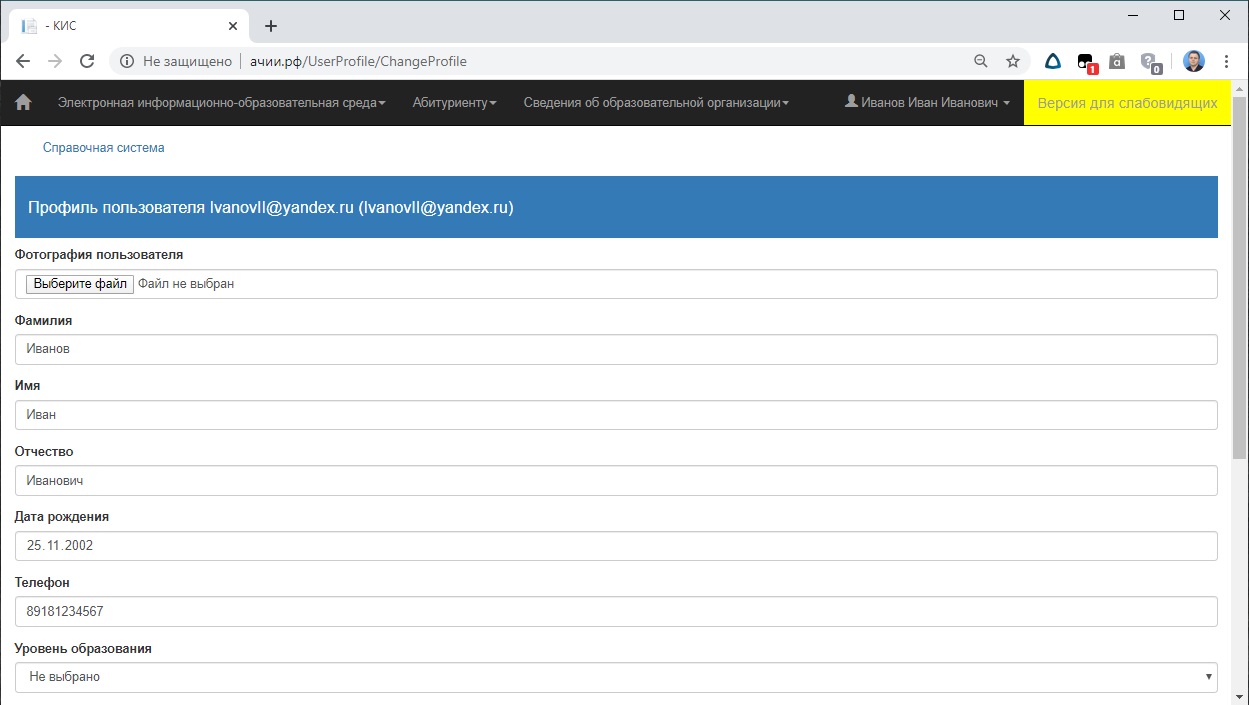 - КИС
Не защищено ачии.рф/UserProfile/ChangeProfile
1
a
0
Электронная информационно-образовательная среда Абитуриенту Сведения об образовательной организации Иванов Иван Иванович Версия для слабовидящих
Справочная система
Профиль пользователя IvanovII@yandex.ru (IvanovII@yandex.ru)
Фотография пользователя
Выберите файл Файл не выбран
Фамилия
Иванов
Имя
Иван
Отчество
Иванович
Дата рождения
25.11.2002
Телефон
89181234567
Уровень образования
Не выбрано